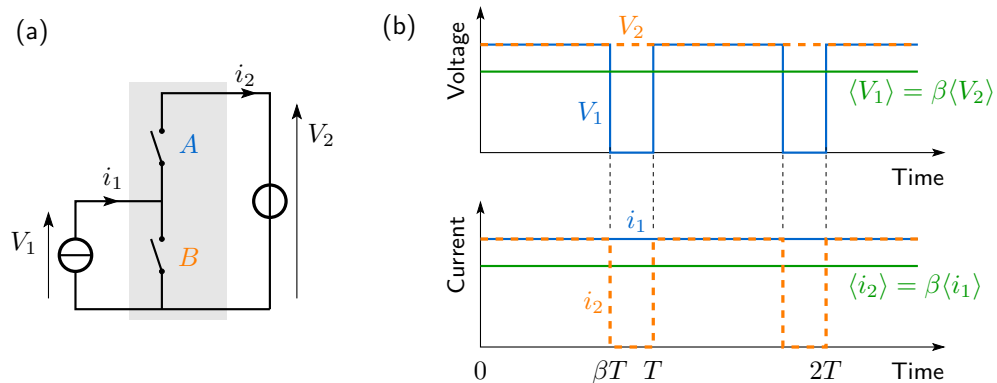 (a)
i₂
A
V₂
i₁
V₁
B
(b)
Voltage
V₂
V₁
⟨V₁⟩ = β⟨V₂⟩
Time
Current
i₁
i₂
⟨i₂⟩ = β⟨i₁⟩
0
βT
T
2T
Time